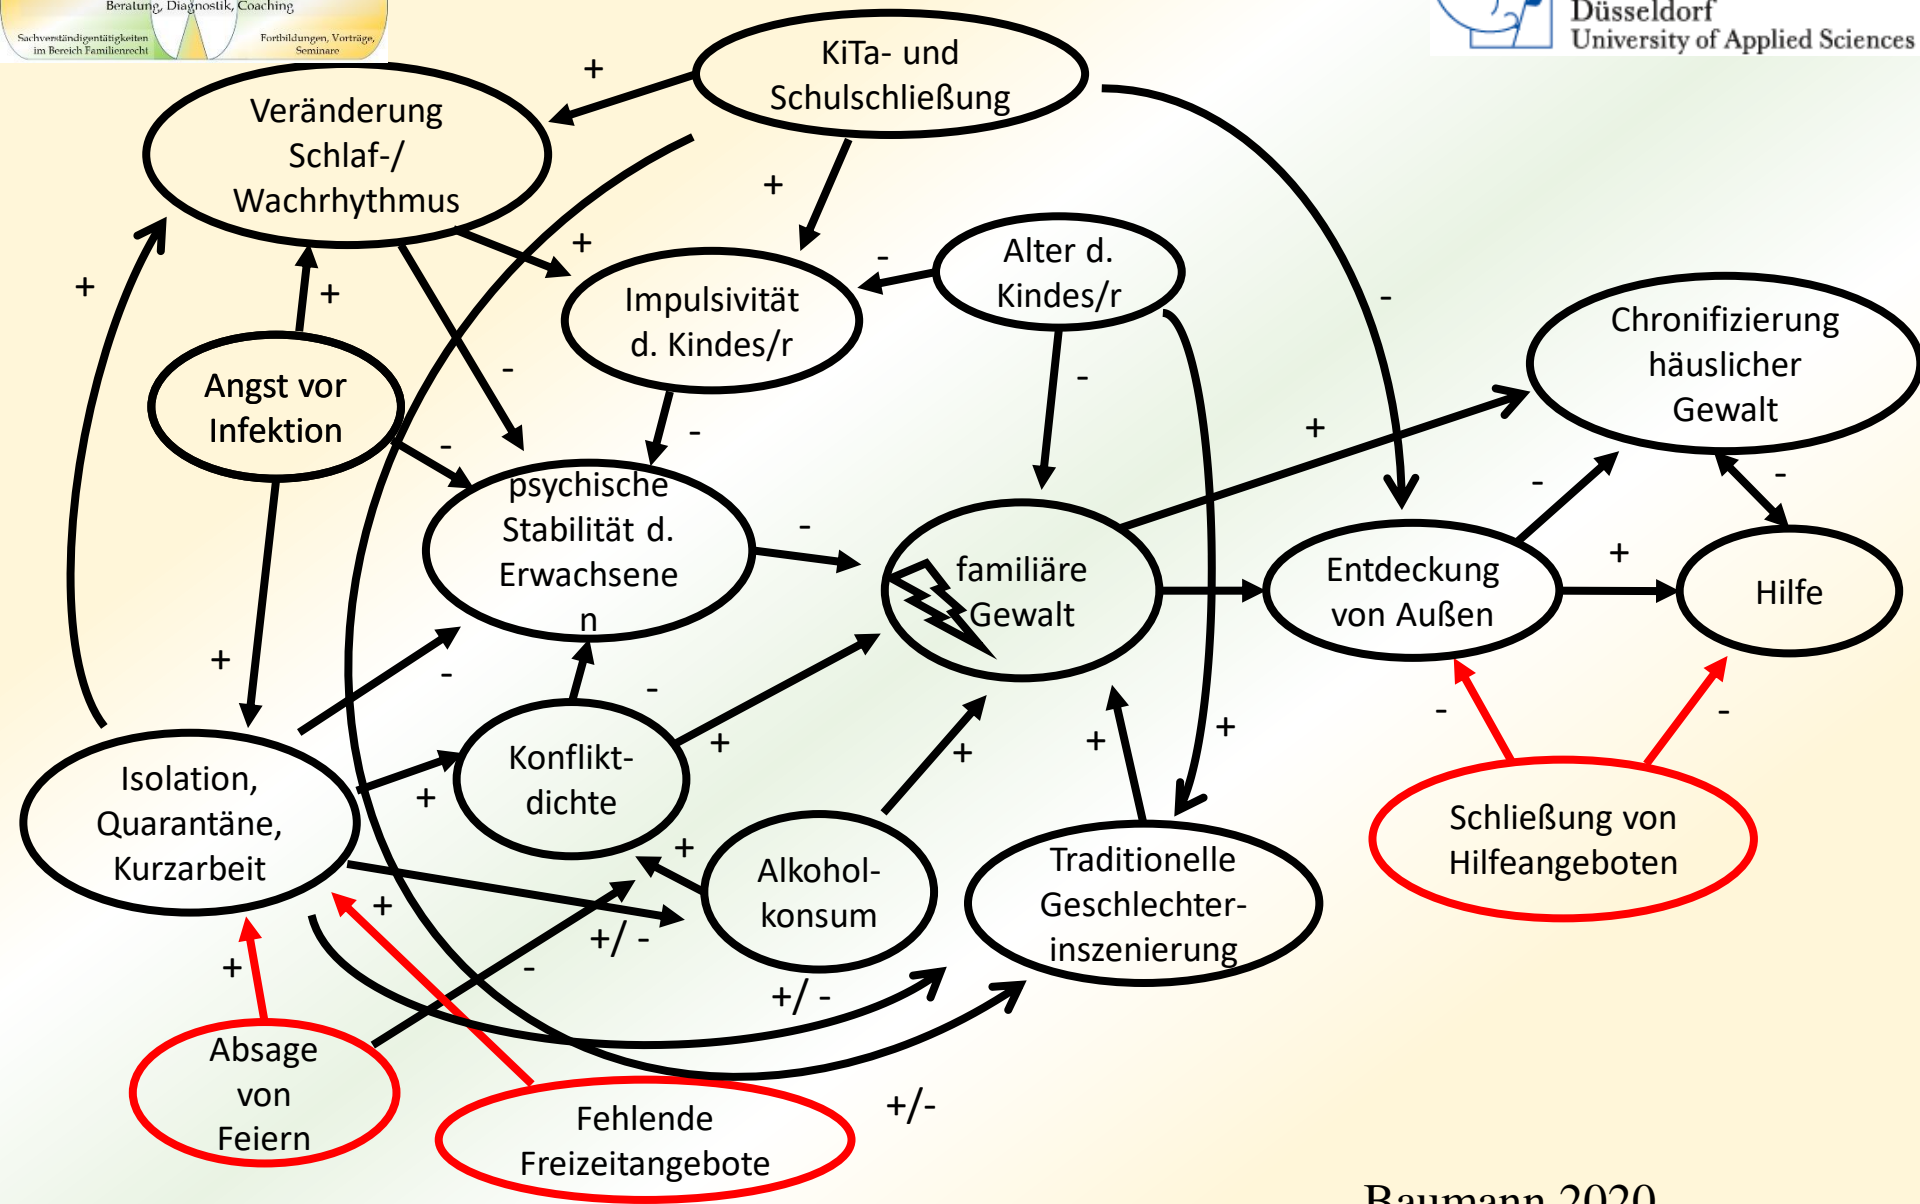 Beratung, Diagnostik, Coaching
Sachverständigentätigkeiten
im Bereich Familienrecht
Fortbildungen, Vorträge,
Seminare
Düsseldorf
University of Applied Sciences
KiTa- und
Schulschließung
+
Veränderung
Schlaf-/
Wachrhythmus
+
+
-
Alter d.
Kindes/r
-
+
+
Impulsivität
d. Kindes/r
-
Chronifizierung
häuslicher
Gewalt
Angst vor
Infektion
-
-
-
-
+
-
-
psychische
Stabilität d.
Erwachsene
n
-
familiäre
Gewalt
Entdeckung
von Außen
+
Hilfe
+
-
-
Konflikt-
dichte
+
+
+
+
+
-
-
Isolation,
Quarantäne,
Kurzarbeit
+
Alkohol-
konsum
Traditionelle
Geschlechter-
inszenierung
Schließung von
Hilfeangeboten
+
+/ -
+
-
+/ -
Absage
von
Feiern
Fehlende
Freizeitangebote
+/-
Baumann 2020